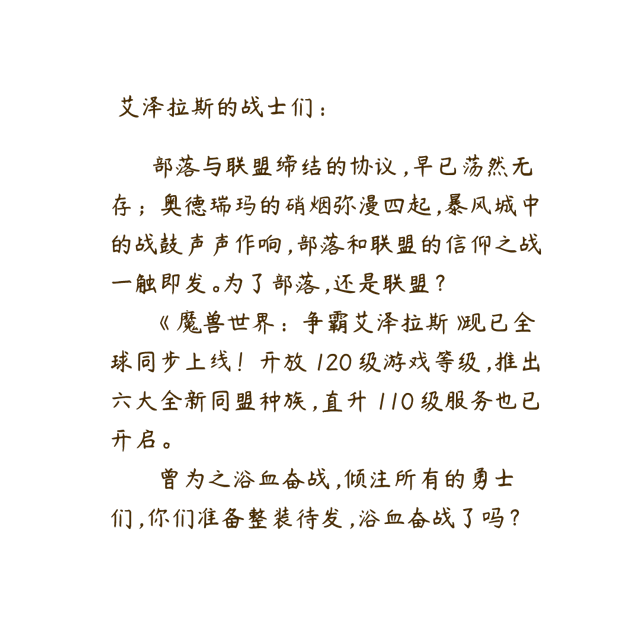 艾泽拉斯的战士们：
部落与联盟缔结的协议，早已荡然无
存；奥德瑞玛的硝烟弥漫四起，暴风城中
的战鼓声声作响，部落和联盟的信仰之战
一触即发。为了部落，还是联盟？
《魔兽世界：争霸艾泽拉斯》现已全
球同步上线！开放120级游戏等级，推出
六大全新同盟种族，直升110级服务也已
开启。
曾为之浴血奋战，倾注所有的勇士
们，你们准备整装待发，浴血奋战了吗？